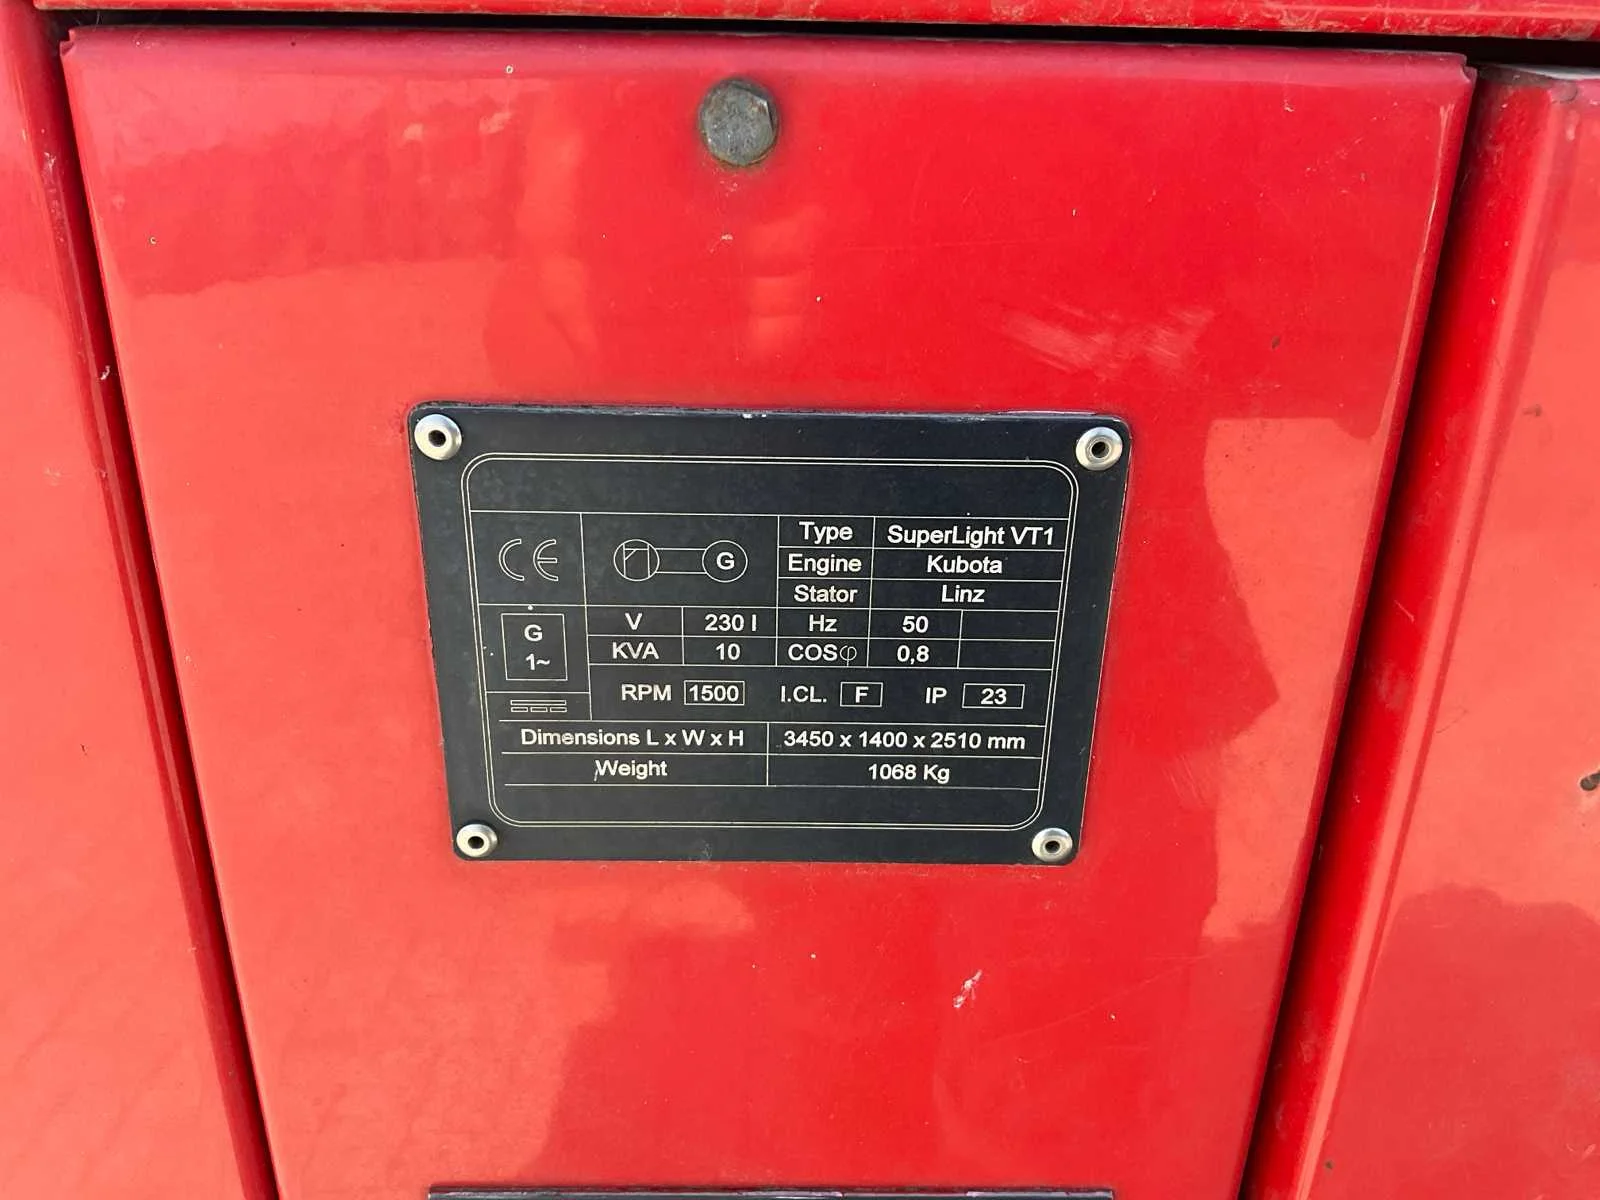 CE
G
Type SuperLight VT1
Engine Kubota
Stator Linz
G
1~
V 230 I Hz 50
KVA 10 COSφ 0,8
RPM 1500 I.CL. F IP 23
Dimensions L x W x H 3450 x 1400 x 2510 mm
Weight 1068 Kg